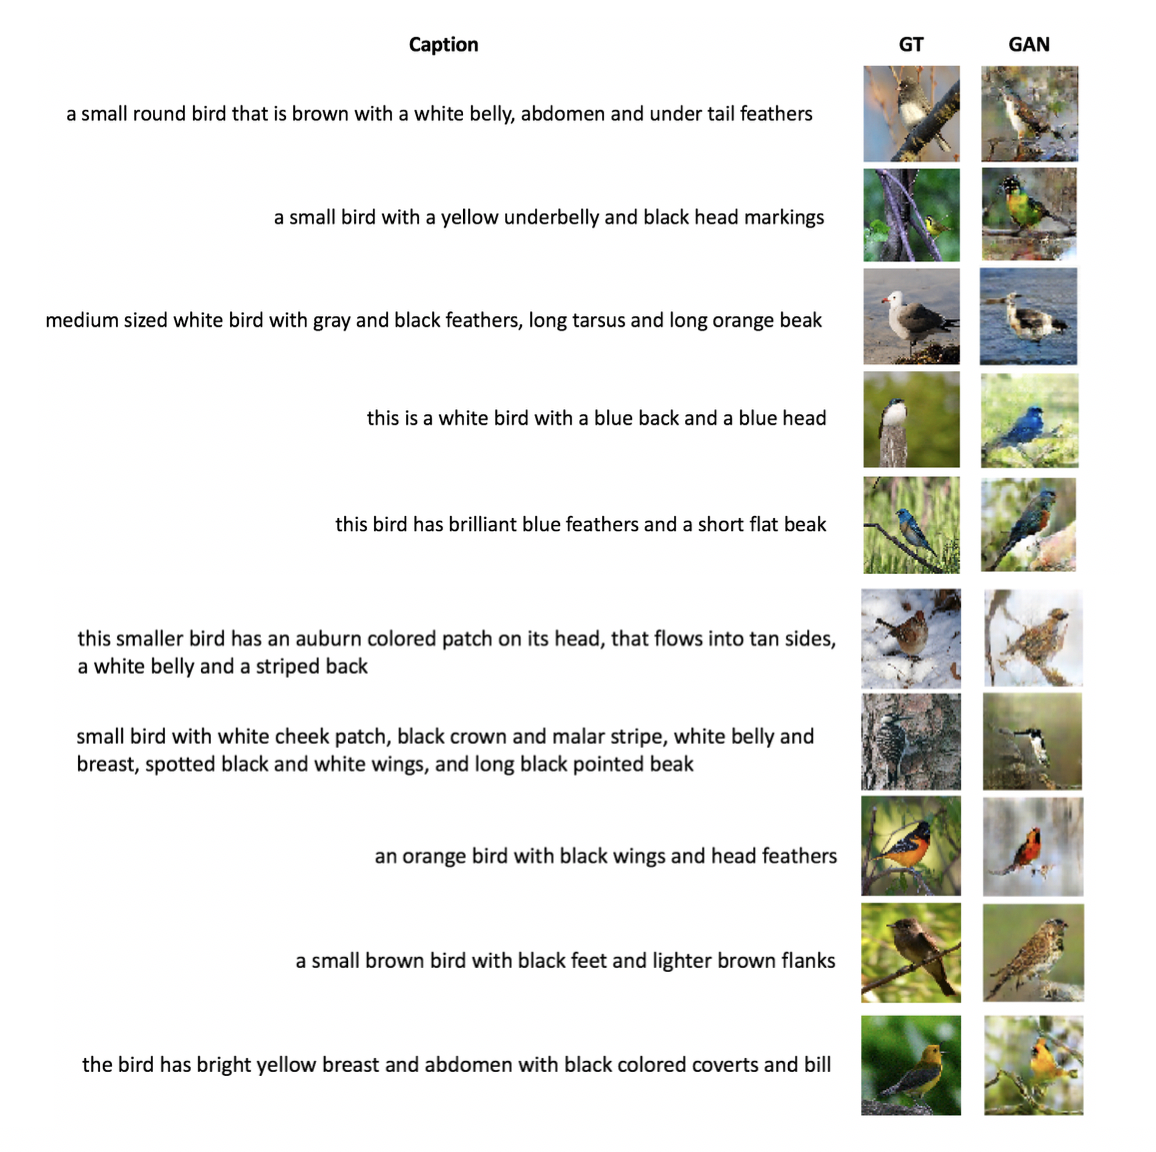 Caption GT GAN
a small round bird that is brown with a white belly, abdomen and under tail feathers
a small bird with a yellow underbelly and black head markings
medium sized white bird with gray and black feathers, long tarsus and long orange beak
this is a white bird with a blue back and a blue head
this bird has brilliant blue feathers and a short flat beak
this smaller bird has an auburn colored patch on its head, that flows into tan sides,
a white belly and a striped back
small bird with white cheek patch, black crown and malar stripe, white belly and
breast, spotted black and white wings, and long black pointed beak
an orange bird with black wings and head feathers
a small brown bird with black feet and lighter brown flanks
the bird has bright yellow breast and abdomen with black colored coverts and bill